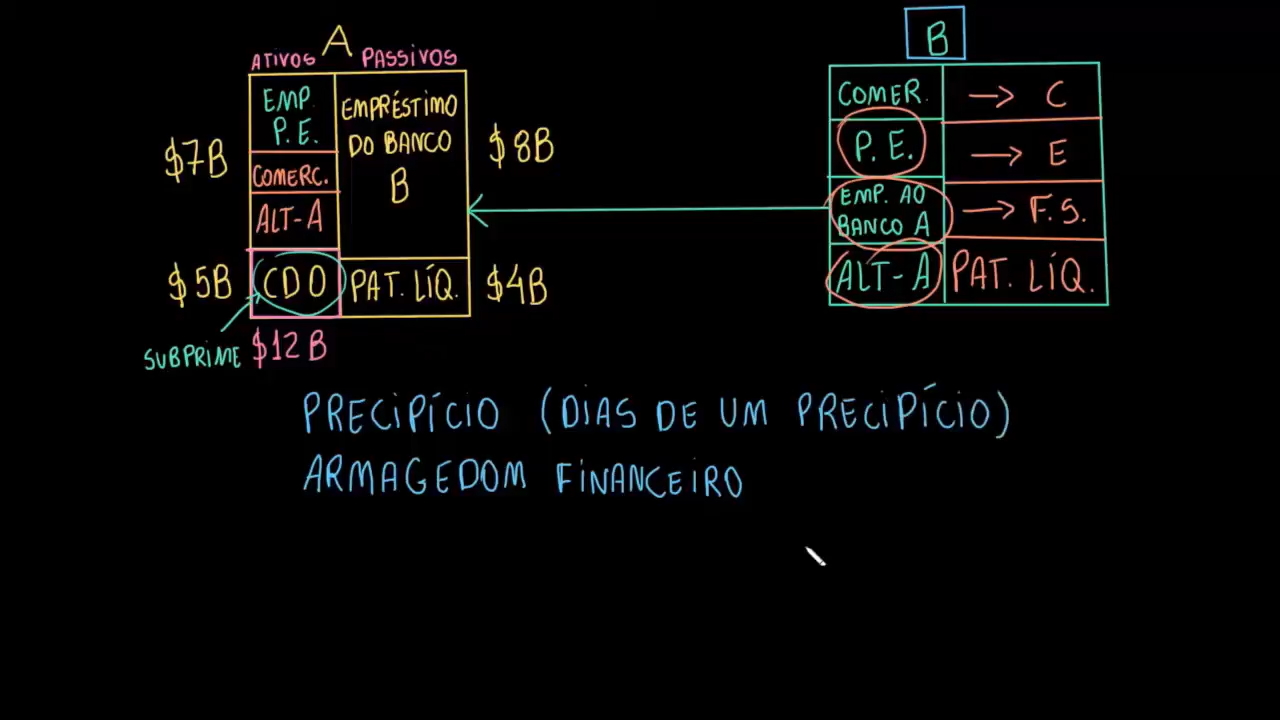 A
ATIVOS PASSIVOS
EMP.
P.E.
COMERC.
ALT-A
CDO
EMPRÉSTIMO
DO BANCO
B
PAT. LÍQ.
$7B
$5B
$8B
$4B
SUBPRIME
$12B
B
COMER.
P.E.
EMP. AO
BANCO A
ALT-A
→ C
→ E
→ F.S.
PAT. LÍQ.
PRECIPÍCIO (DIAS DE UM PRECIPÍCIO)
ARMAGEDOM FINANCEIRO